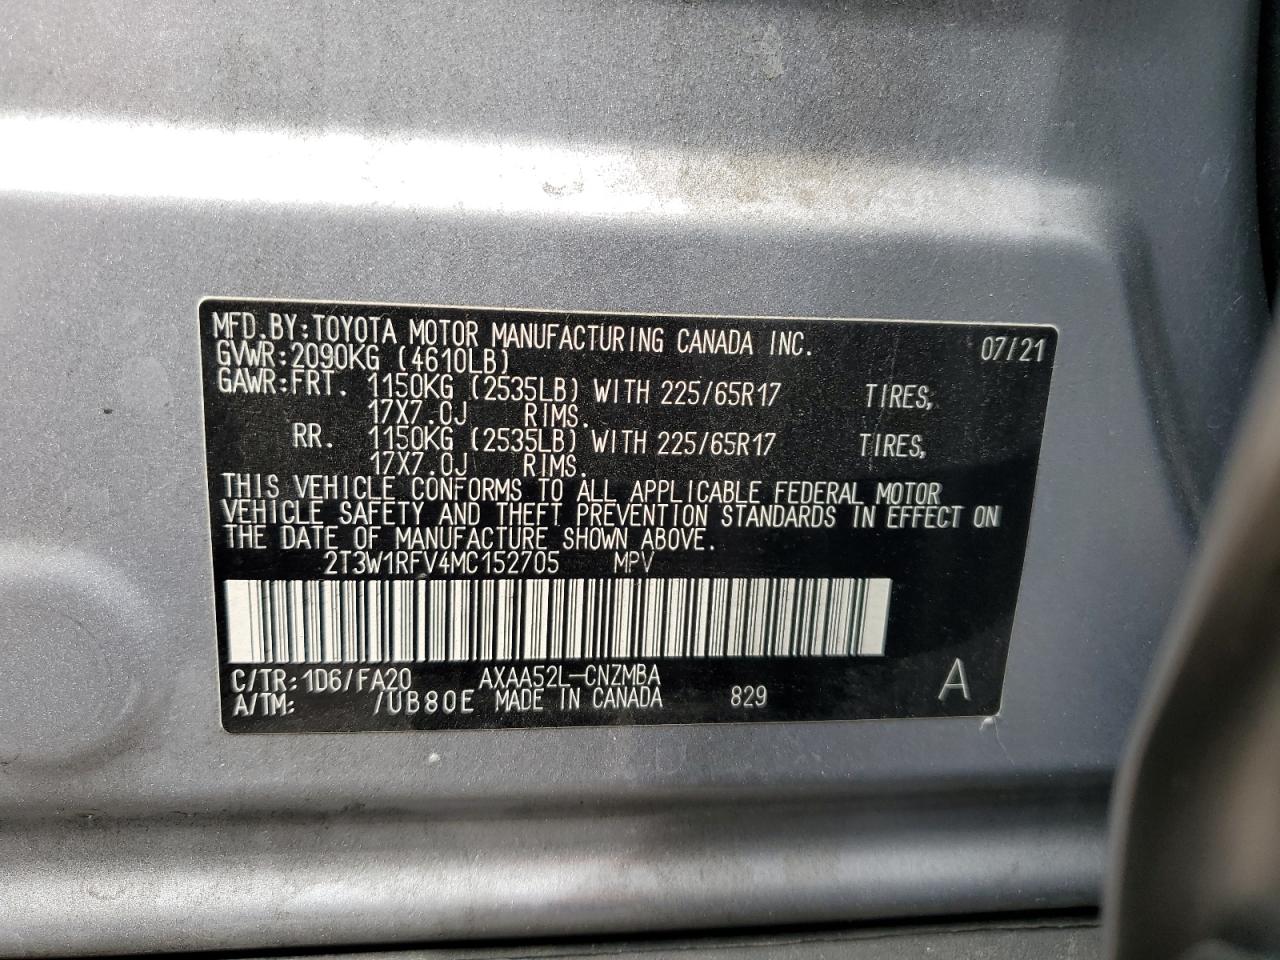 MFD.BY:TOYOTA MOTOR MANUFACTURING CANADA INC. 07/21
GVWR:2090KG (4610LB)
GAWR:FRT. 1150KG (2535LB) WITH 225/65R17 TIRES,
17X7.0J RIMS.
RR. 1150KG (2535LB) WITH 225/65R17 TIRES,
17X7.0J RIMS.
THIS VEHICLE CONFORMS TO ALL APPLICABLE FEDERAL MOTOR
VEHICLE SAFETY AND THEFT PREVENTION STANDARDS IN EFFECT ON
THE DATE OF MANUFACTURE SHOWN ABOVE.
2T3W1RFV4MC152705 MPV
C/TR:1D6/FA20 AXAA52L-CNZMBA
A/TM: /UB80E MADE IN CANADA 829 A